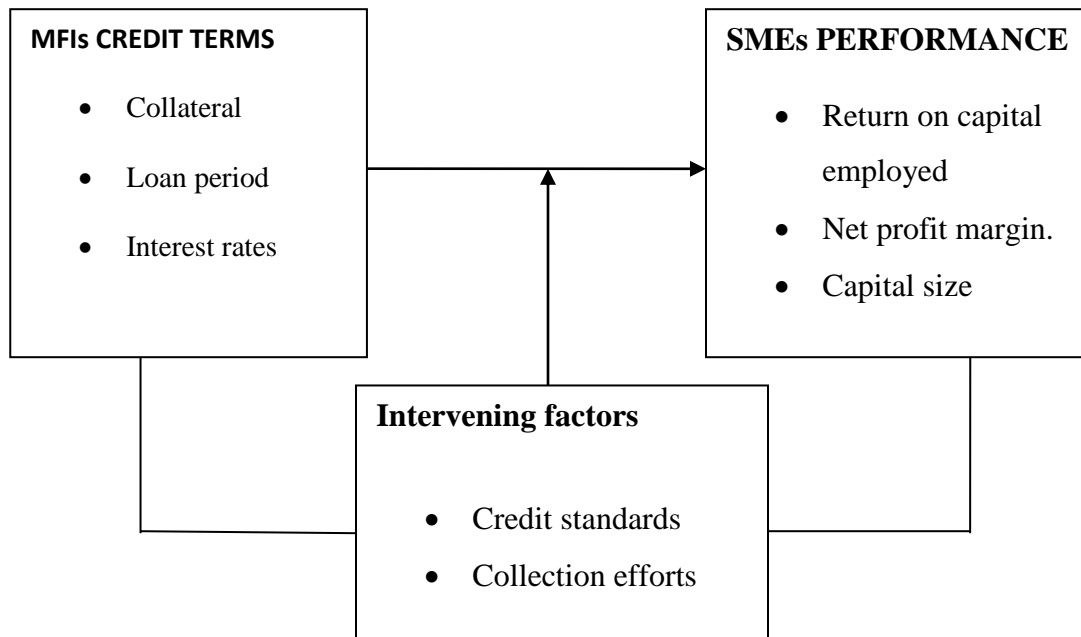 MFIs CREDIT TERMS
• Collateral
• Loan period
• Interest rates
SMEs PERFORMANCE
• Return on capital
employed
• Net profit margin.
• Capital size
Intervening factors
• Credit standards
• Collection efforts